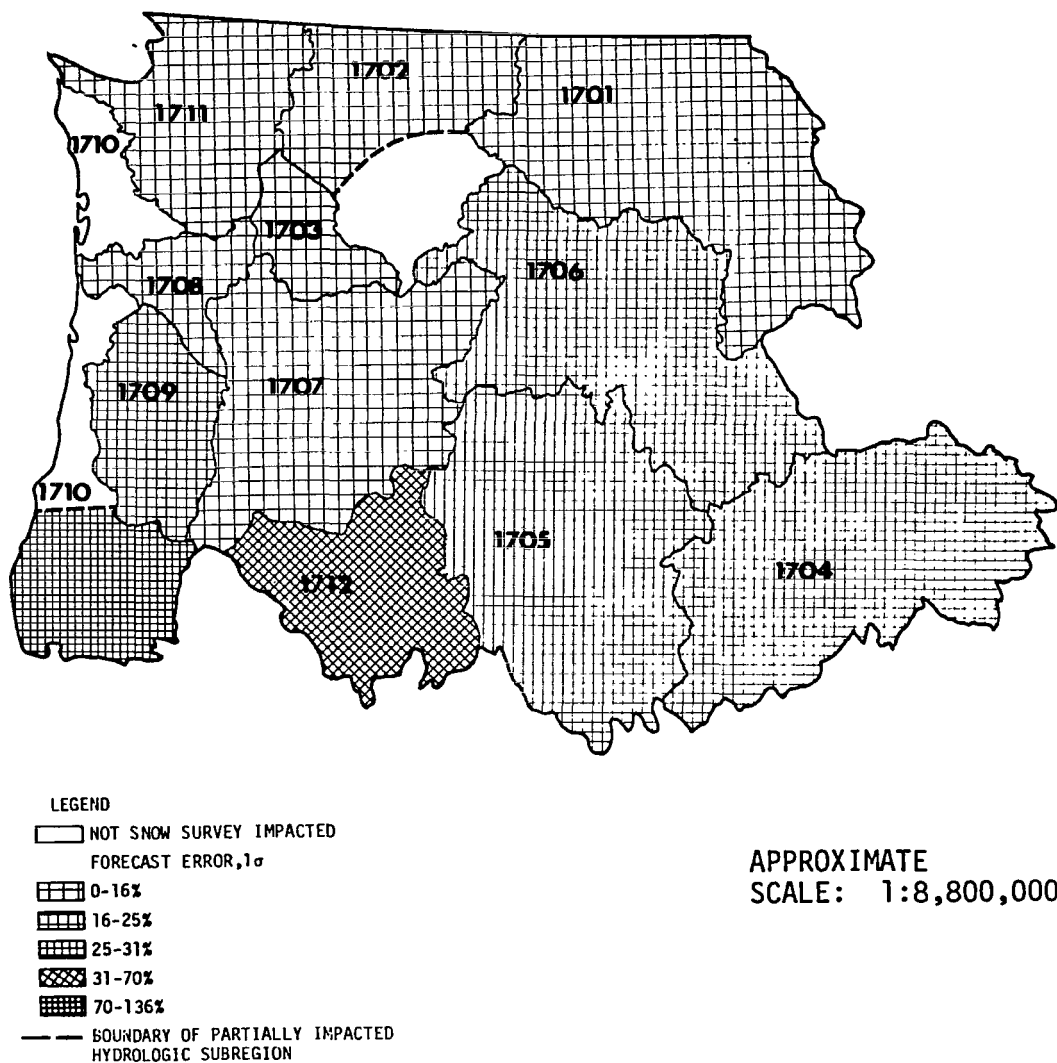 1702
1701
1711
1710
1703
1706
1708
1709
1707
1710
1705
1704
1712
LEGEND
NOT SNOW SURVEY IMPACTED
FORECAST ERROR,1σ
0-16%
16-25%
25-31%
31-70%
70-136%
BOUNDARY OF PARTIALLY IMPACTED
HYDROLOGIC SUBREGION
APPROXIMATE
SCALE: 1:8,800,000